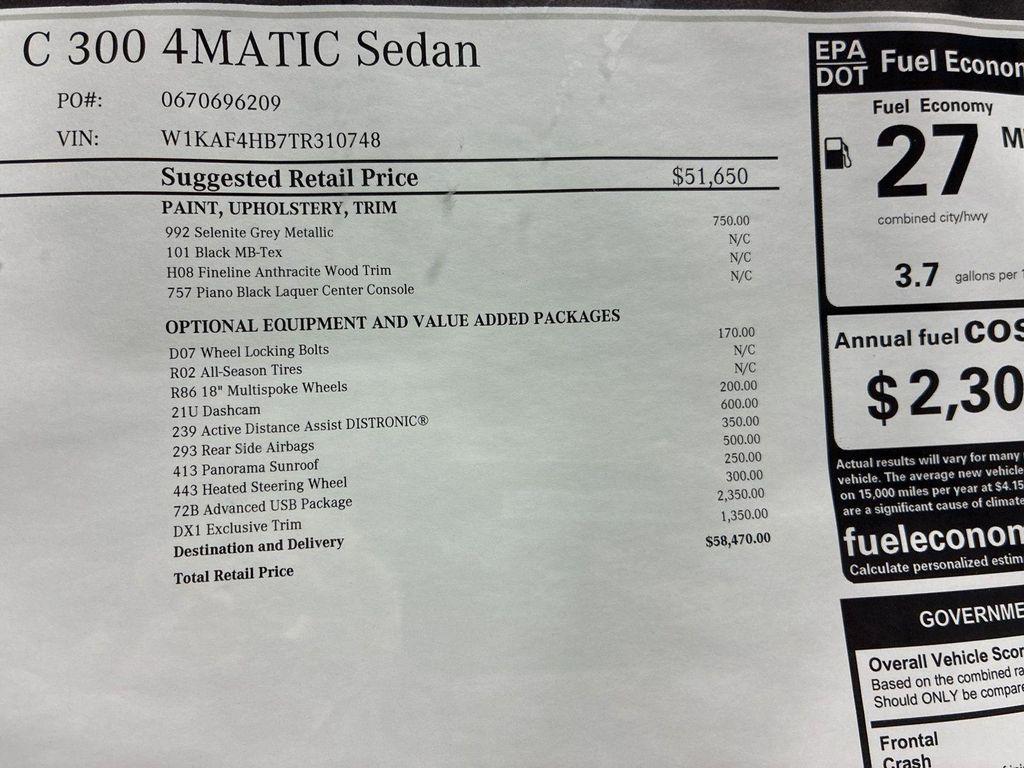 C 300 4MATIC Sedan
PO#: 0670696209
VIN: W1KAF4HB7TR310748
Suggested Retail Price $51,650
PAINT, UPHOLSTERY, TRIM
992 Selenite Grey Metallic 750.00
101 Black MB-Tex N/C
H08 Fineline Anthracite Wood Trim N/C
757 Piano Black Laquer Center Console N/C
OPTIONAL EQUIPMENT AND VALUE ADDED PACKAGES
D07 Wheel Locking Bolts 170.00
R02 All-Season Tires N/C
R86 18" Multispoke Wheels N/C
21U Dashcam 200.00
239 Active Distance Assist DISTRONIC® 600.00
293 Rear Side Airbags 350.00
413 Panorama Sunroof 500.00
443 Heated Steering Wheel 250.00
72B Advanced USB Package 300.00
DX1 Exclusive Trim 2,350.00
Destination and Delivery 1,350.00
Total Retail Price $58,470.00
EPA
DOT
Fuel Econom
Fuel Economy
27 M
combined city/hwy
3.7 gallons per 1
Annual fuel cos
$2,30
Actual results will vary for many
vehicle. The average new vehicle
on 15,000 miles per year at $4.15
are a significant cause of climate
fueleconom
Calculate personalized estim
GOVERNME
Overall Vehicle Scor
Based on the combined ra
Should ONLY be compare
Frontal
Crash